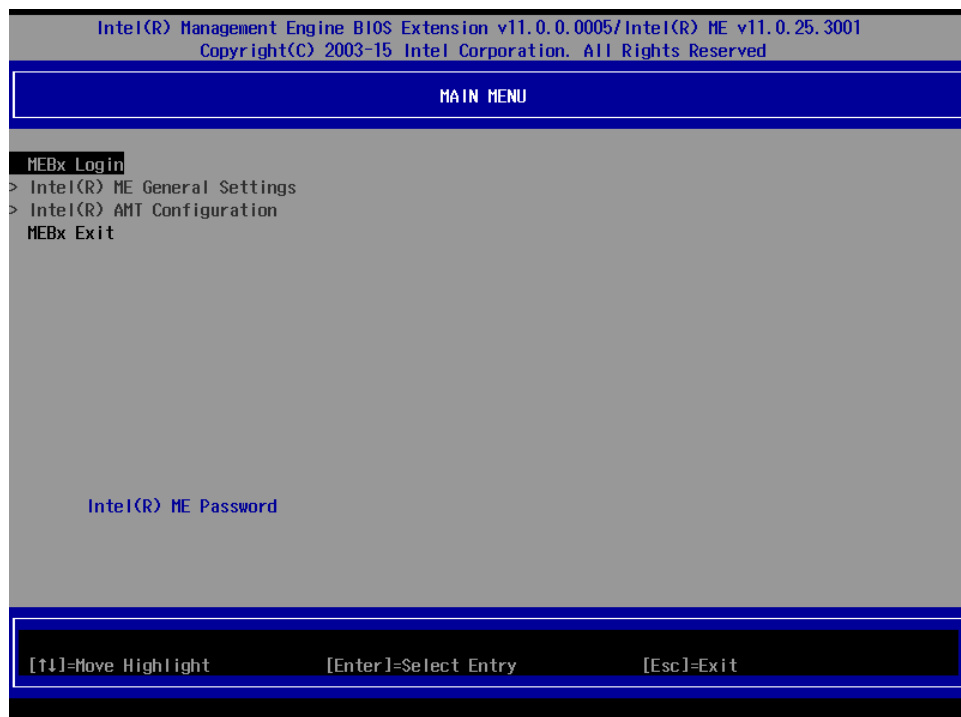 Intel(R) Management Engine BIOS Extension v11.0.0.0005/Intel(R) ME v11.0.25.3001
Copyright(C) 2003-15 Intel Corporation. All Rights Reserved
MAIN MENU
MEBx Login
> Intel(R) ME General Settings
> Intel(R) AMT Configuration
MEBx Exit
Intel(R) ME Password
[↑↓]=Move Highlight [Enter]=Select Entry [Esc]=Exit